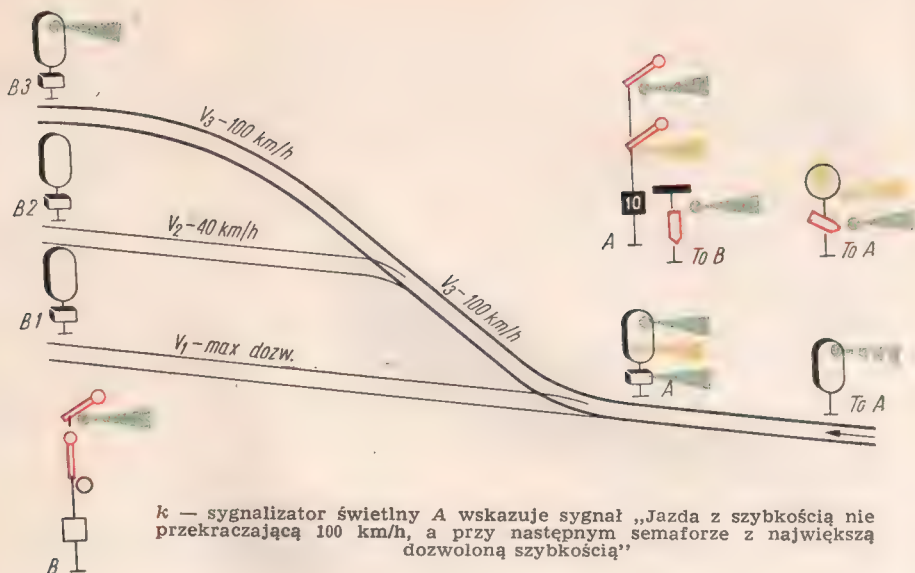 B3
V3-100 km/h
B2
V2-40 km/h
V3-100 km/h
B1
V1-max dozw.
10
A
To B
To A
A
To A
B
k — sygnalizator świetlny A wskazuje sygnał „Jazda z szybkością nie
przekraczającą 100 km/h, a przy następnym semaforze z największą
dozwoloną szybkością”